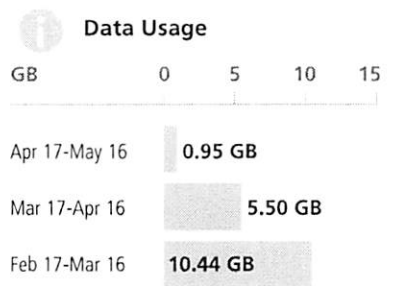 Data Usage
GB 0 5 10 15
Apr 17-May 16 0.95 GB
Mar 17-Apr 16 5.50 GB
Feb 17-Mar 16 10.44 GB